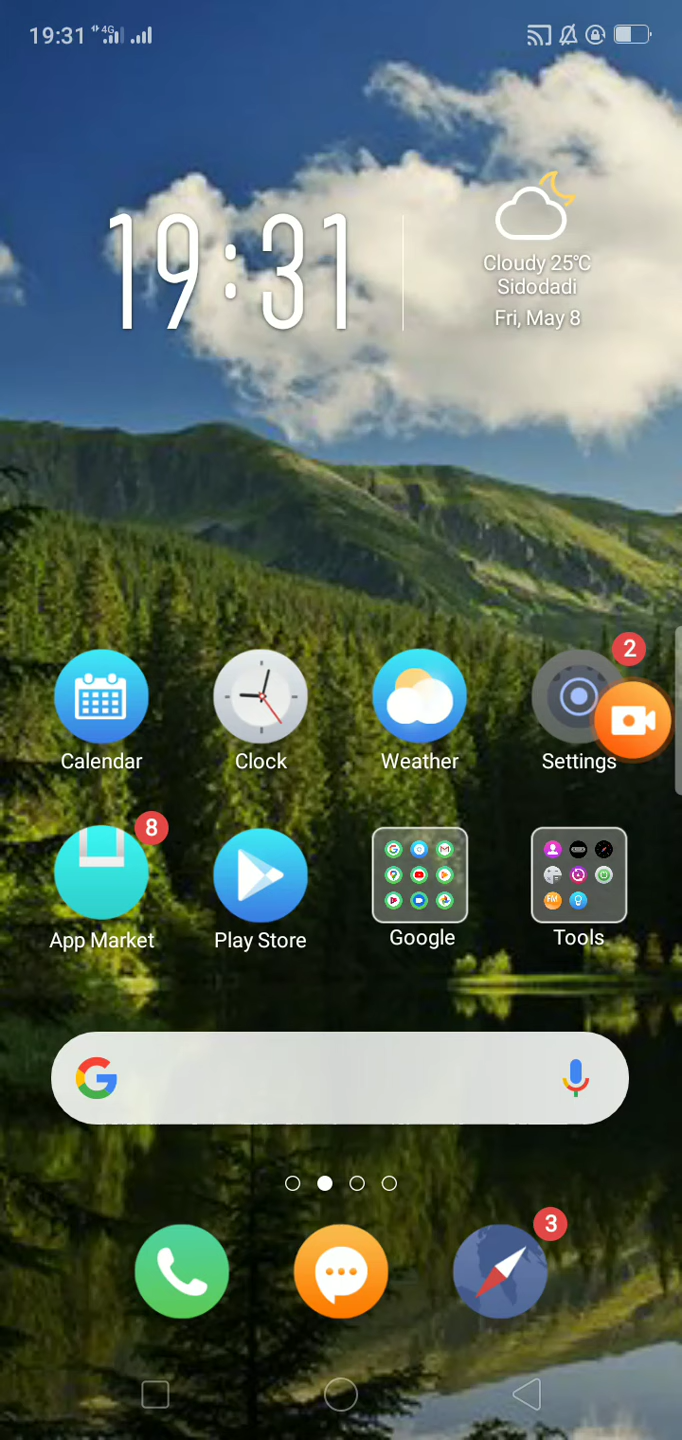 19:31 4G
19:31
Cloudy 25℃
Sidodadi
Fri, May 8
2
Calendar
Clock
Weather
Settings
8
App Market
Play Store
Google
Tools
3